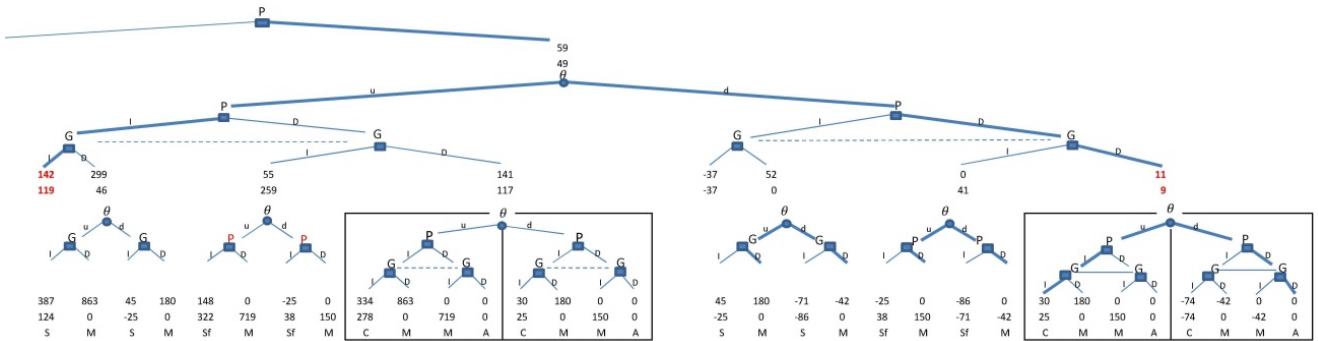 P
59
49
θ
u d
P P
I D I D
G G G G
I D I D I D I D
142 299 55 141 -37 52 0 11
119 46 259 117 -37 0 41 9
θ θ θ θ θ θ
u d u d u d u d u d u d
G G P P P P G G P P P P
I D I D I D I D I D I D I D I D I D I D I D I D
G G G G G G G G
I D I D I D I D I D I D I D I D
387 863 45 180 148 0 -25 0 334 863 0 0 30 180 0 0 45 180 -71 -42 -25 0 -86 0 30 180 0 0 -74 -42 0 0
124 0 -25 0 322 719 38 150 278 0 719 0 25 0 150 0 -25 0 -86 0 38 150 -71 -42 25 0 150 0 -74 0 -42 0
S M S M Sf M Sf M C M M A C M M A S M S M Sf M Sf M C M M A C M M A